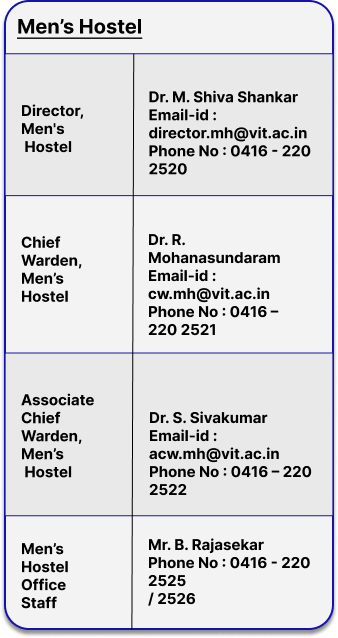 Men’s Hostel
Director,
Men's
Hostel
Dr. M. Shiva Shankar
Email-id :
director.mh@vit.ac.in
Phone No : 0416 - 220
2520
Chief
Warden,
Men’s
Hostel
Dr. R.
Mohanasundaram
Email-id :
cw.mh@vit.ac.in
Phone No : 0416 –
220 2521
Associate
Chief
Warden,
Men’s
Hostel
Dr. S. Sivakumar
Email-id :
acw.mh@vit.ac.in
Phone No : 0416 – 220
2522
Men’s
Hostel
Office
Staff
Mr. B. Rajasekar
Phone No : 0416 - 220
2525
/ 2526